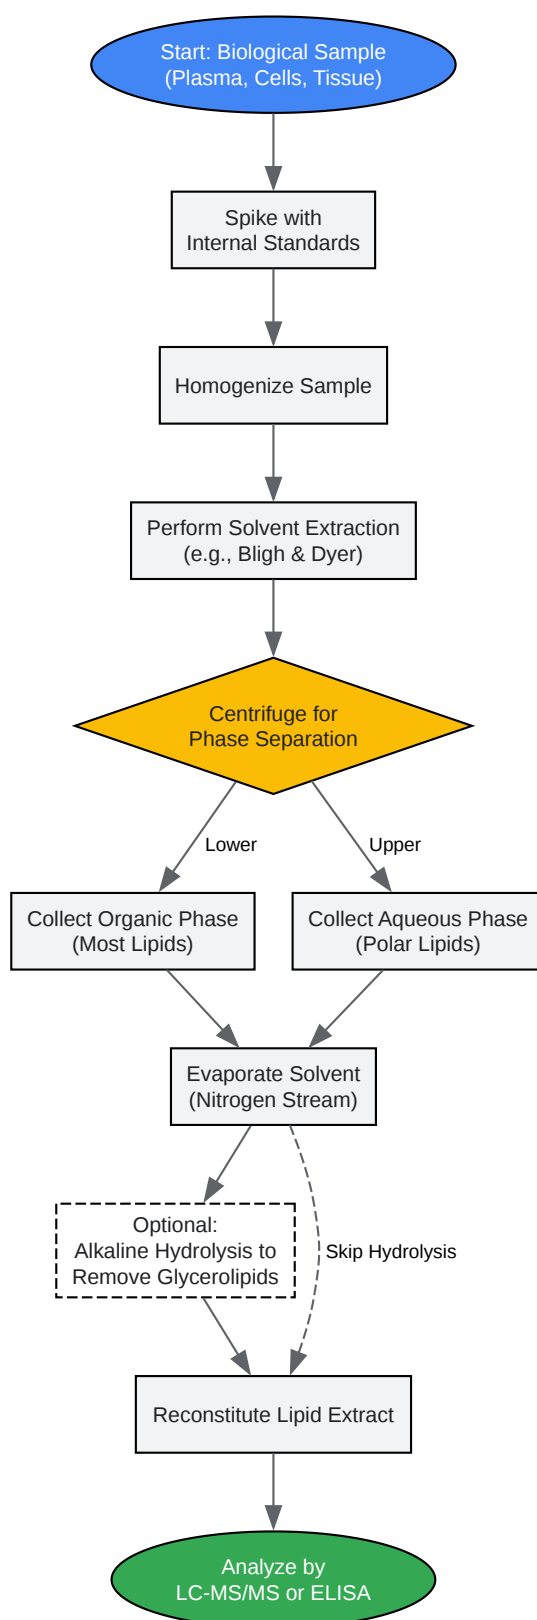 Start: Biological Sample
(Plasma, Cells, Tissue)
Spike with
Internal Standards
Homogenize Sample
Perform Solvent Extraction
(e.g., Bligh & Dyer)
Centrifuge for
Phase Separation
Lower
Upper
Collect Organic Phase
(Most Lipids)
Collect Aqueous Phase
(Polar Lipids)
Evaporate Solvent
(Nitrogen Stream)
Optional:
Alkaline Hydrolysis to
Remove Glycerolipids
Skip Hydrolysis
Reconstitute Lipid Extract
Analyze by
LC-MS/MS or ELISA